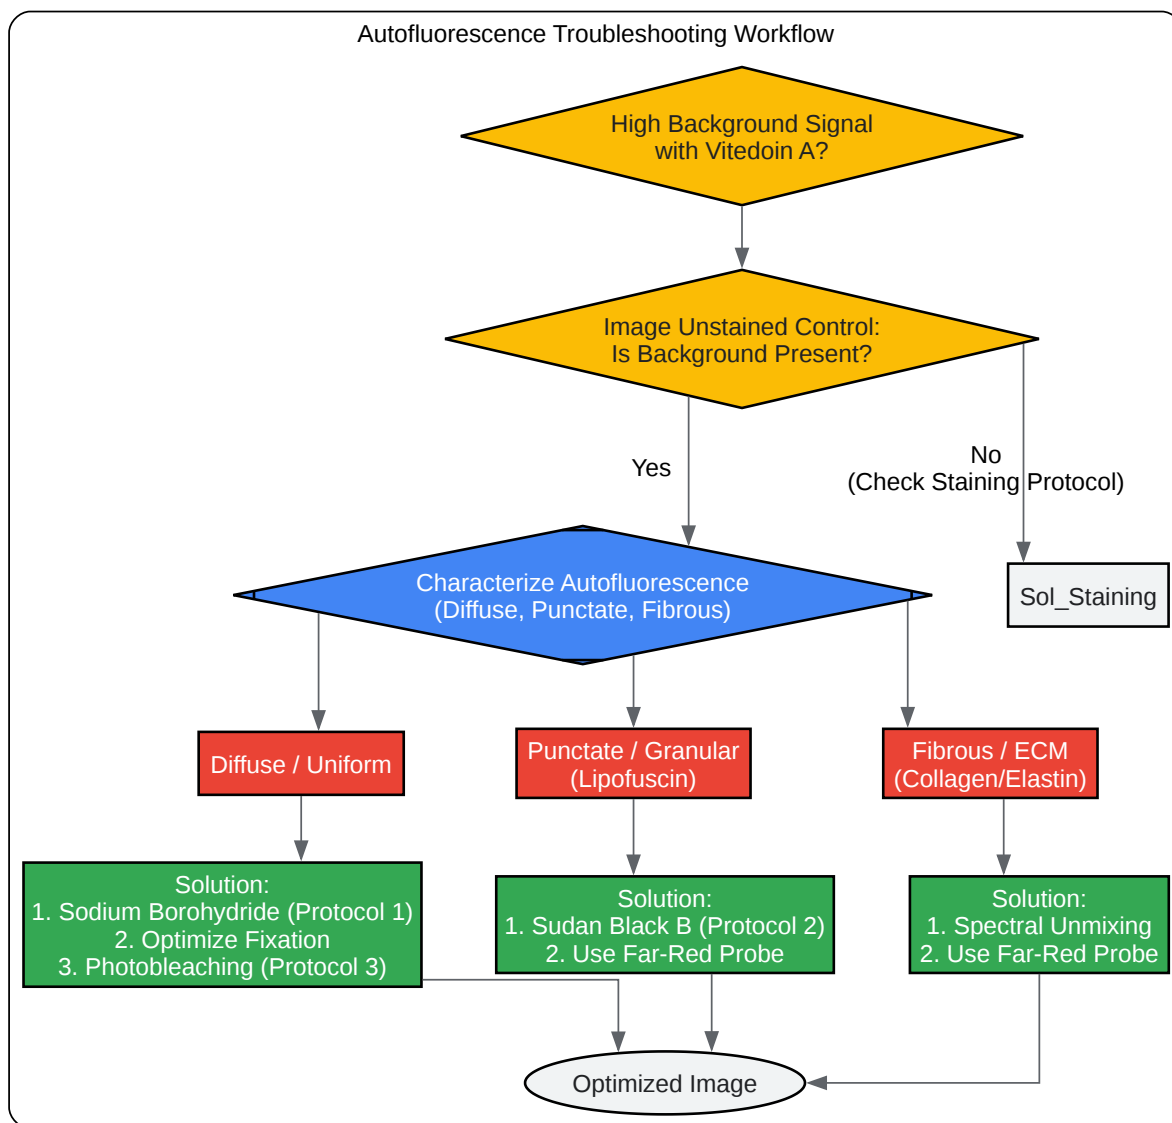 Autofluorescence Troubleshooting Workflow
High Background Signal
with Vitedoin A?
Image Unstained Control:
Is Background Present?
Yes
No
(Check Staining Protocol)
Characterize Autofluorescence
(Diffuse, Punctate, Fibrous)
Sol_Staining
Diffuse / Uniform
Punctate / Granular
(Lipofuscin)
Fibrous / ECM
(Collagen/Elastin)
Solution:
1. Sodium Borohydride (Protocol 1)
2. Optimize Fixation
3. Photobleaching (Protocol 3)
Solution:
1. Sudan Black B (Protocol 2)
2. Use Far-Red Probe
Solution:
1. Spectral Unmixing
2. Use Far-Red Probe
Optimized Image